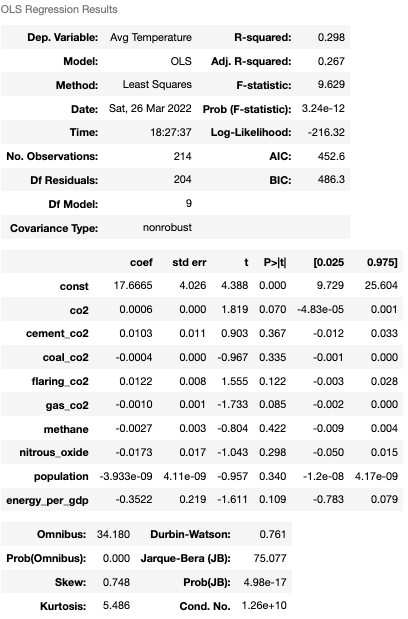 OLS Regression Results
Dep. Variable: Avg Temperature R-squared: 0.298
Model: OLS Adj. R-squared: 0.267
Method: Least Squares F-statistic: 9.629
Date: Sat, 26 Mar 2022 Prob (F-statistic): 3.24e-12
Time: 18:27:37 Log-Likelihood: -216.32
No. Observations: 214 AIC: 452.6
Df Residuals: 204 BIC: 486.3
Df Model: 9
Covariance Type: nonrobust
coef std err t P>|t| [0.025 0.975]
const 17.6665 4.026 4.388 0.000 9.729 25.604
co2 0.0006 0.000 1.819 0.070 -4.83e-05 0.001
cement_co2 0.0103 0.011 0.903 0.367 -0.012 0.033
coal_co2 -0.0004 0.000 -0.967 0.335 -0.001 0.000
flaring_co2 0.0122 0.008 1.555 0.122 -0.003 0.028
gas_co2 -0.0010 0.001 -1.733 0.085 -0.002 0.000
methane -0.0027 0.003 -0.804 0.422 -0.009 0.004
nitrous_oxide -0.0173 0.017 -1.043 0.298 -0.050 0.015
population -3.933e-09 4.11e-09 -0.957 0.340 -1.2e-08 4.17e-09
energy_per_gdp -0.3522 0.219 -1.611 0.109 -0.783 0.079
Omnibus: 34.180 Durbin-Watson: 0.761
Prob(Omnibus): 0.000 Jarque-Bera (JB): 75.077
Skew: 0.748 Prob(JB): 4.98e-17
Kurtosis: 5.486 Cond. No. 1.26e+10